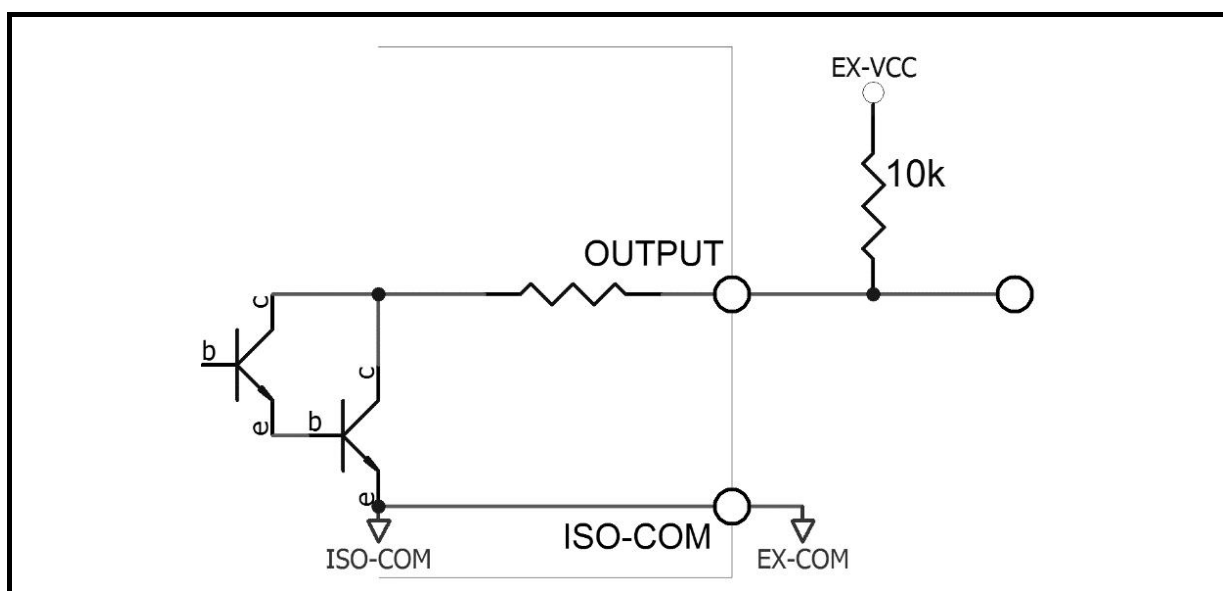 EX-VCC
10k
OUTPUT
c
b
c
e
b
e
ISO-COM
ISO-COM
EX-COM